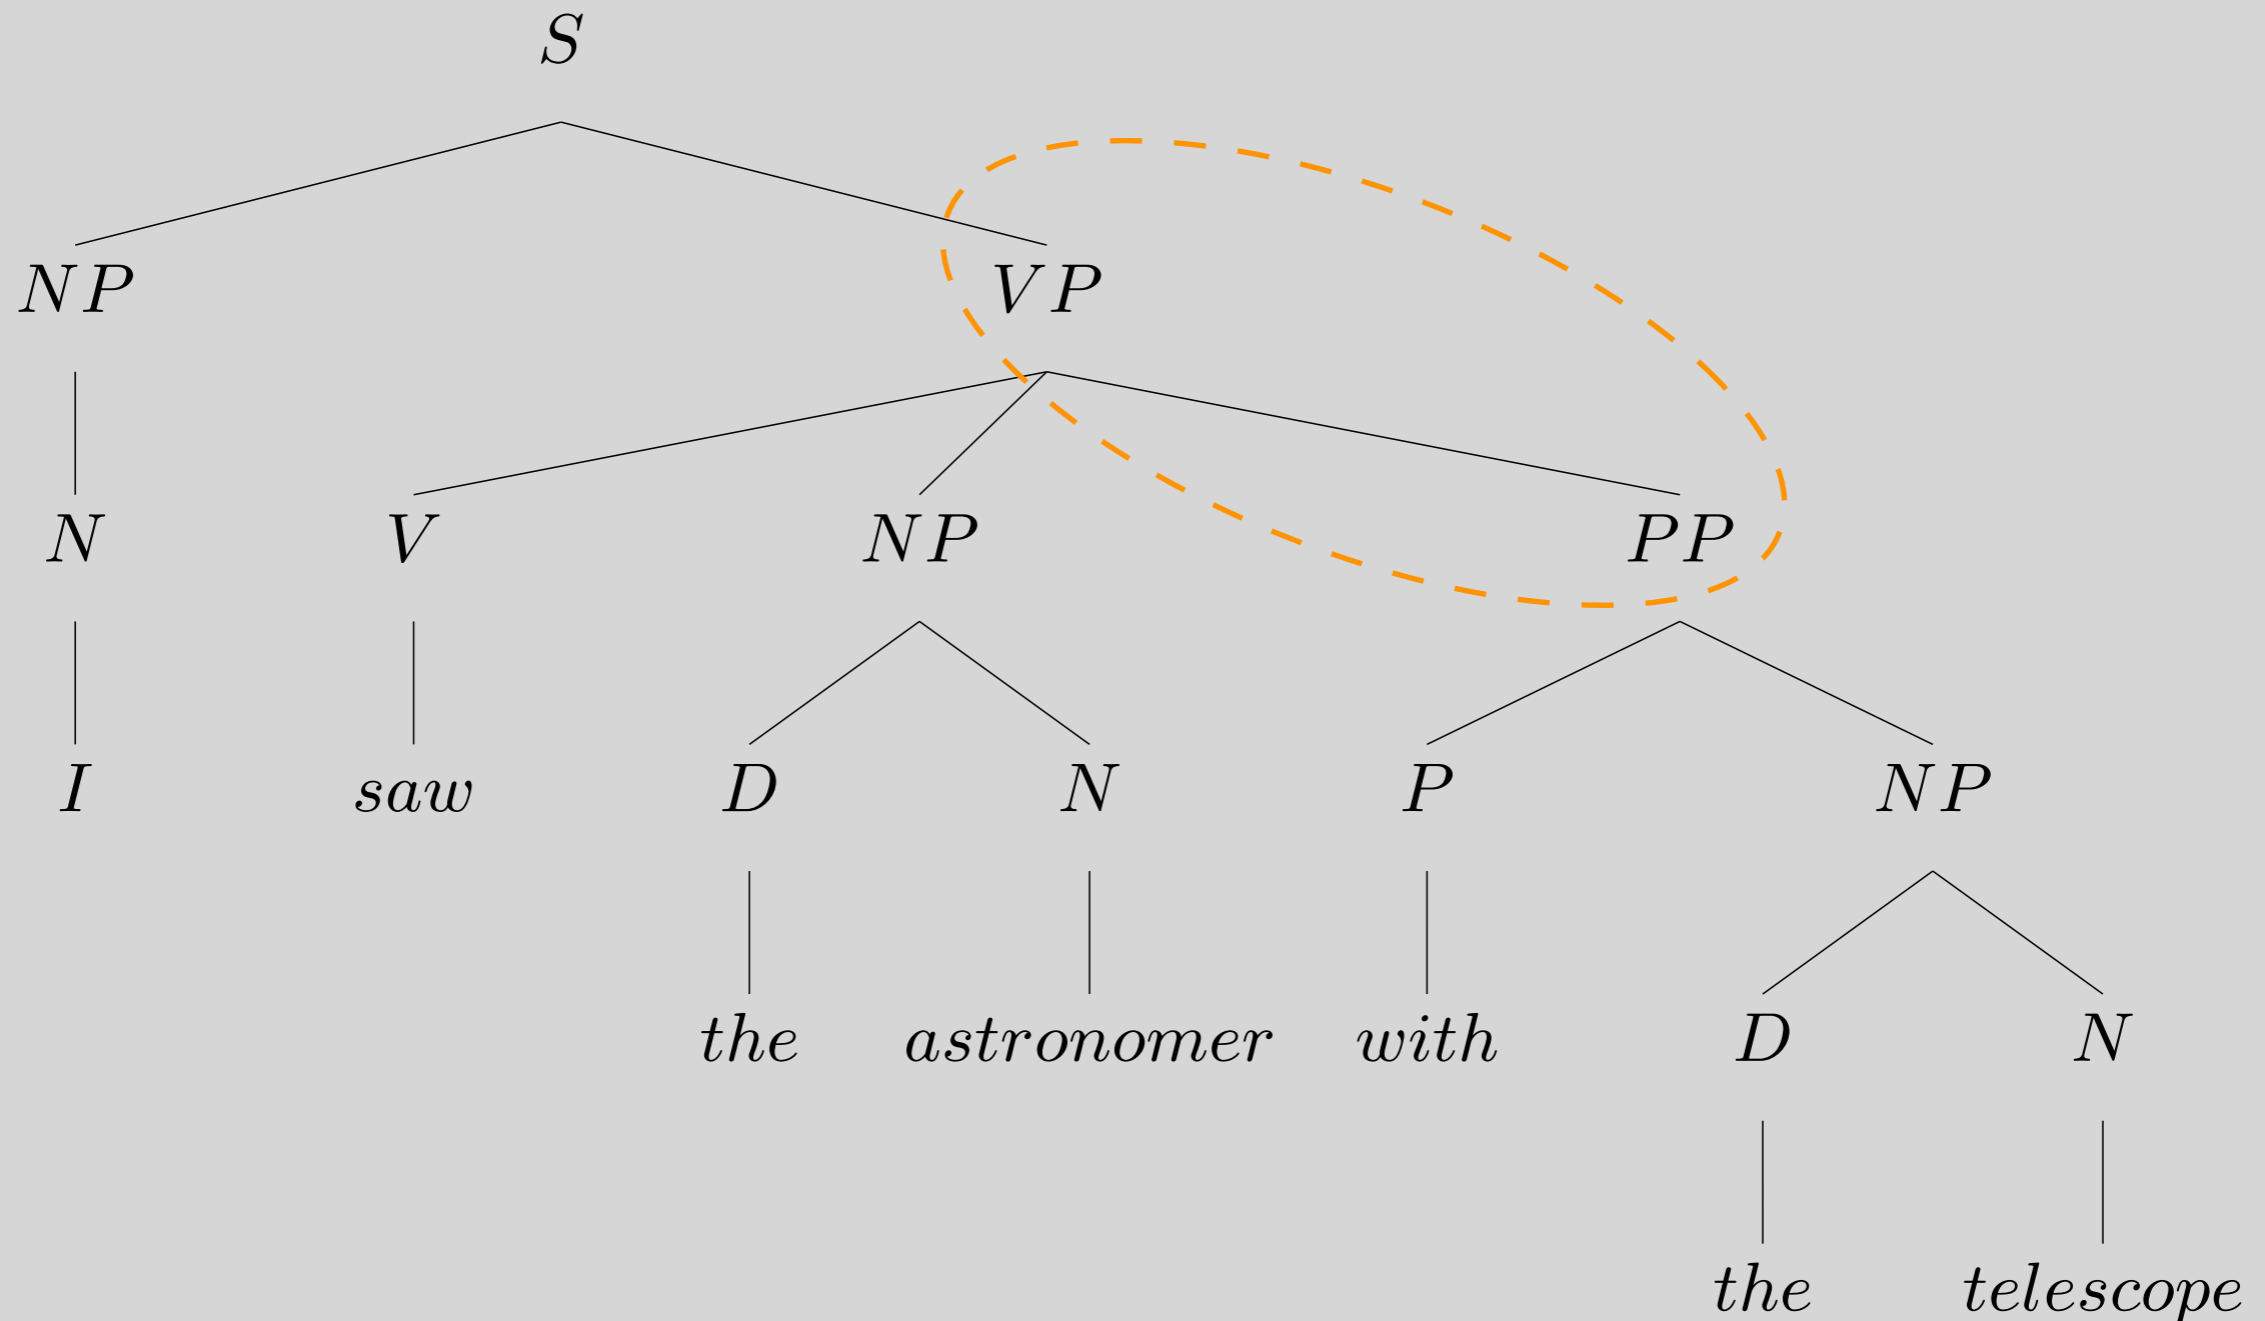 S
NP VP
N V NP PP
I saw D N P NP
the astronomer with D N
the telescope